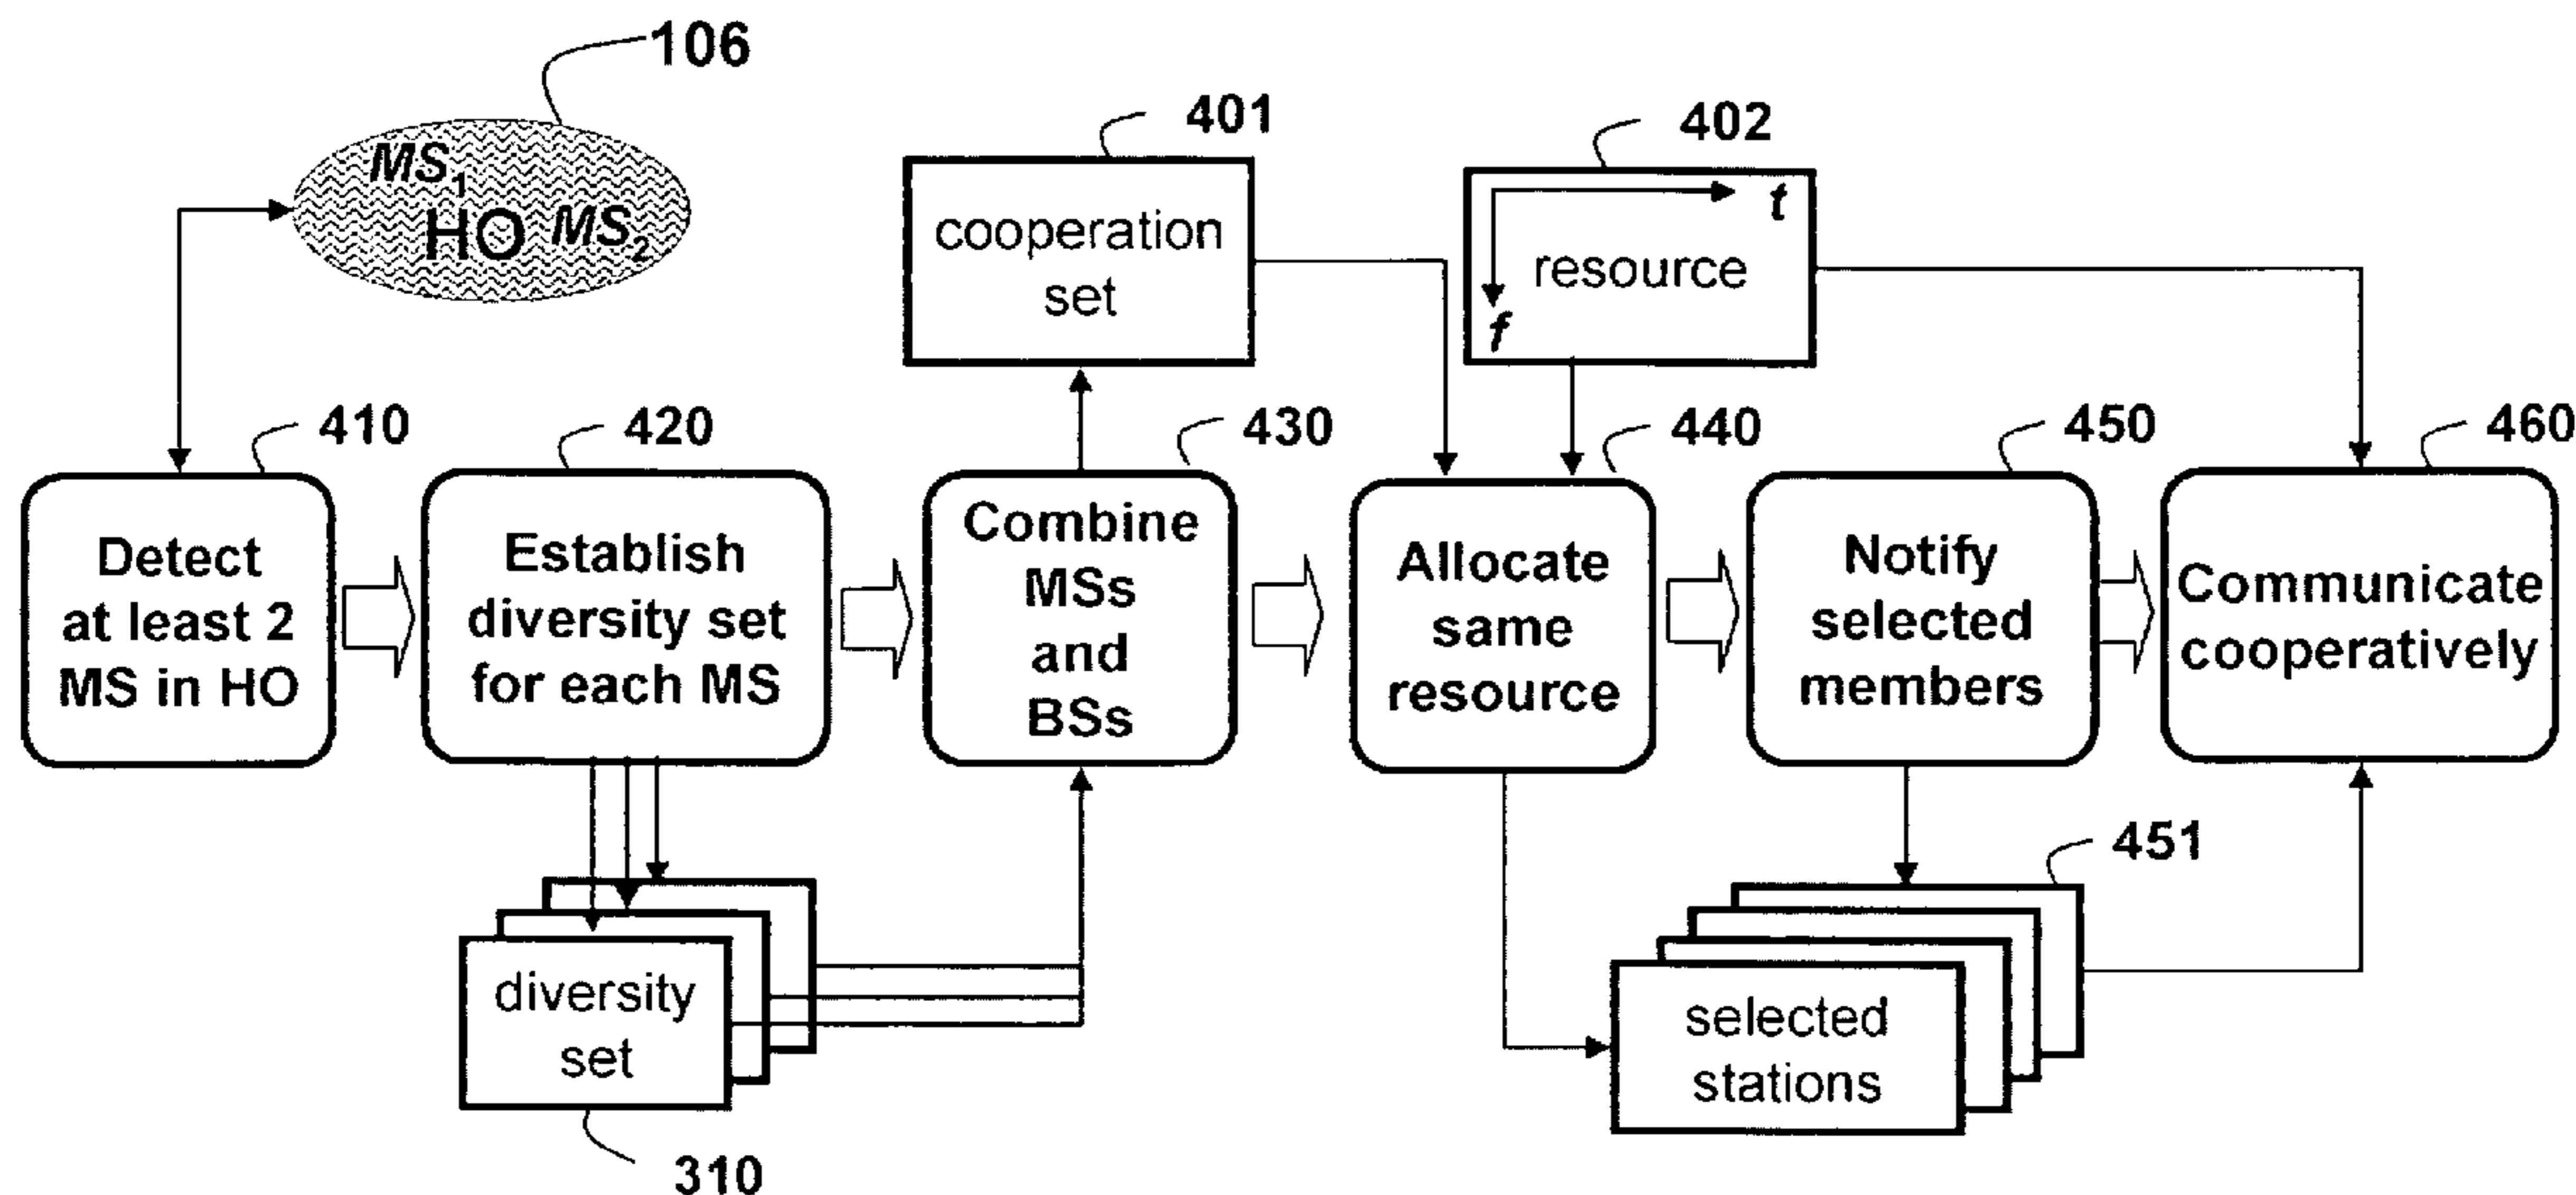 106
MS1
HO MS2
401
cooperation
set
402
t
resource
f
410
Detect
at least 2
MS in HO
420
Establish
diversity set
for each MS
430
Combine
MSs
and
BSs
440
Allocate
same
resource
450
Notify
selected
members
460
Communicate
cooperatively
diversity
set
310
451
selected
stations